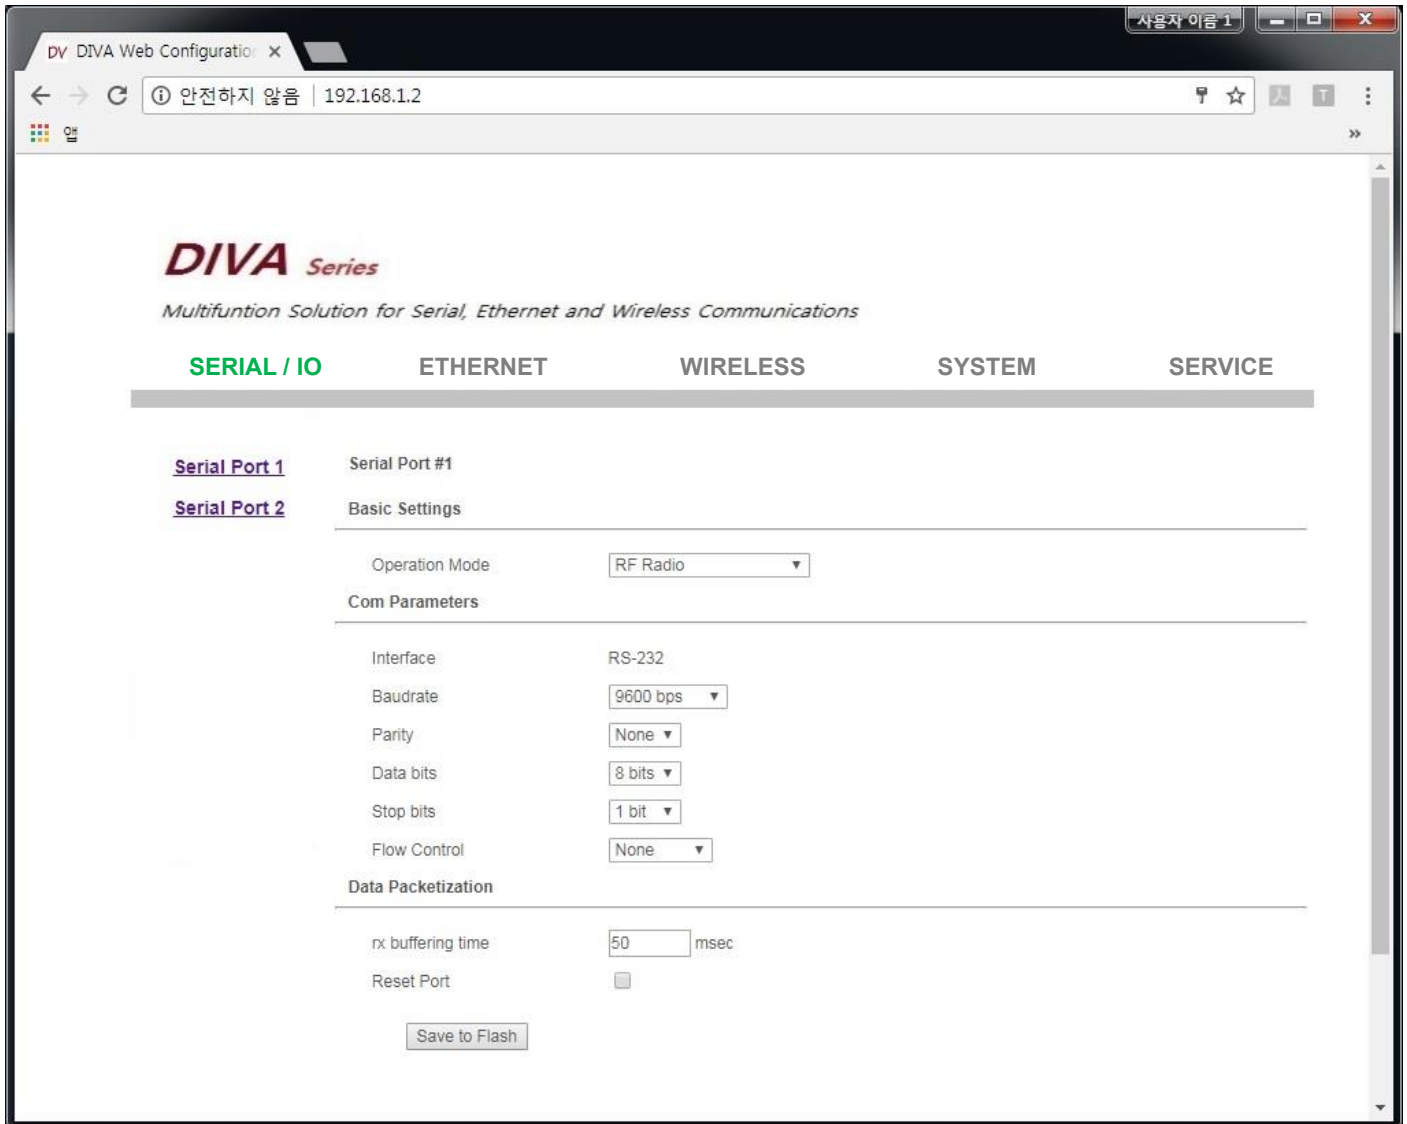 사용자 이름 1
DV DIVA Web Configuratio
안전하지 않음 192.168.1.2
T
앱
DIVA Series
Multifuntion Solution for Serial, Ethernet and Wireless Communications
SERIAL / IO ETHERNET WIRELESS SYSTEM SERVICE
Serial Port 1 Serial Port #1
Serial Port 2 Basic Settings
Operation Mode RF Radio
Com Parameters
Interface RS-232
Baudrate 9600 bps
Parity None
Data bits 8 bits
Stop bits 1 bit
Flow Control None
Data Packetization
rx buffering time 50 msec
Reset Port
Save to Flash